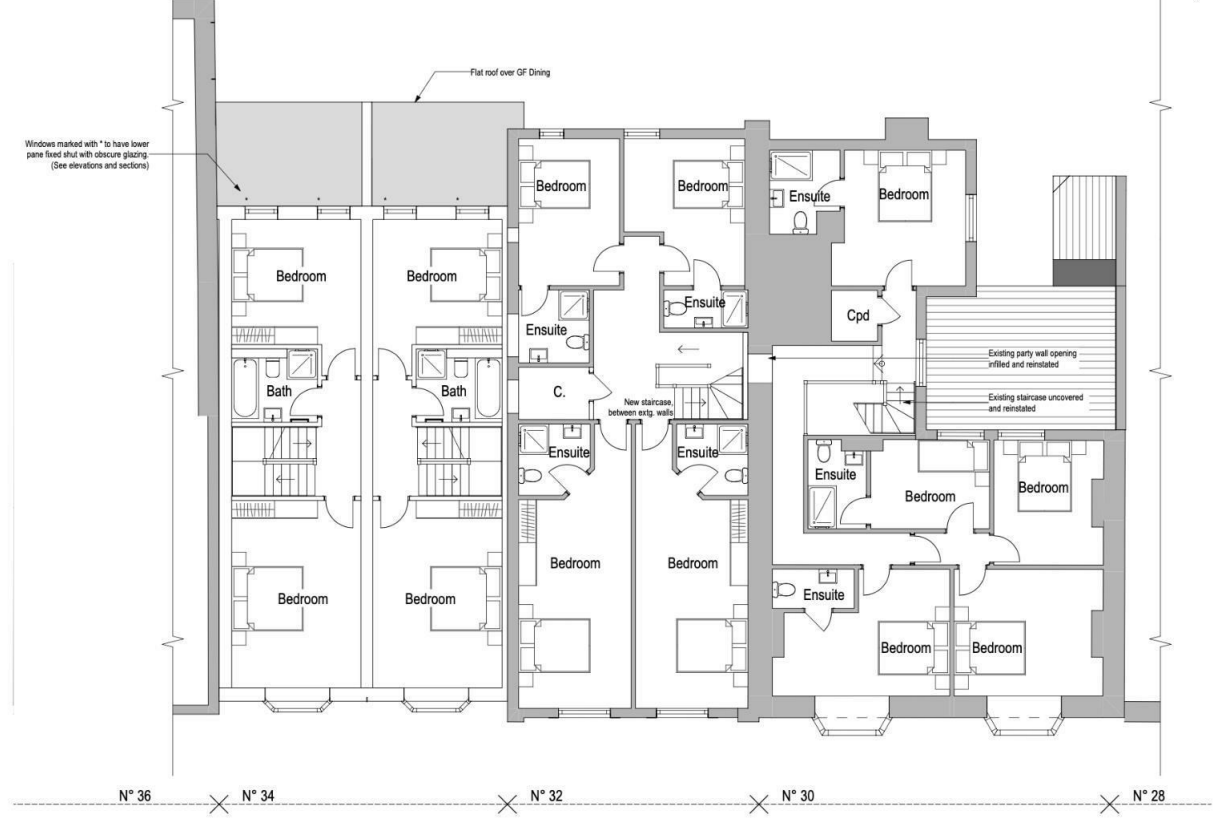 Flat roof over GF Dining
Windows marked with * to have lower
pane fixed shut with obscure glazing.
(See elevations and sections)
Bedroom
Bedroom
Ensuite
Bedroom
Bedroom
Bedroom
Ensuite
Ensuite
Cpd
Existing party wall opening
infilled and reinstated
Bath
Bath
C.
New staircase,
between extg. walls
Existing staircase uncovered
and reinstated
Ensuite
Ensuite
Ensuite
Bedroom
Bedroom
Bedroom
Bedroom
Bedroom
Bedroom
Ensuite
Bedroom
Bedroom
N° 36
N° 34
N° 32
N° 30
N° 28